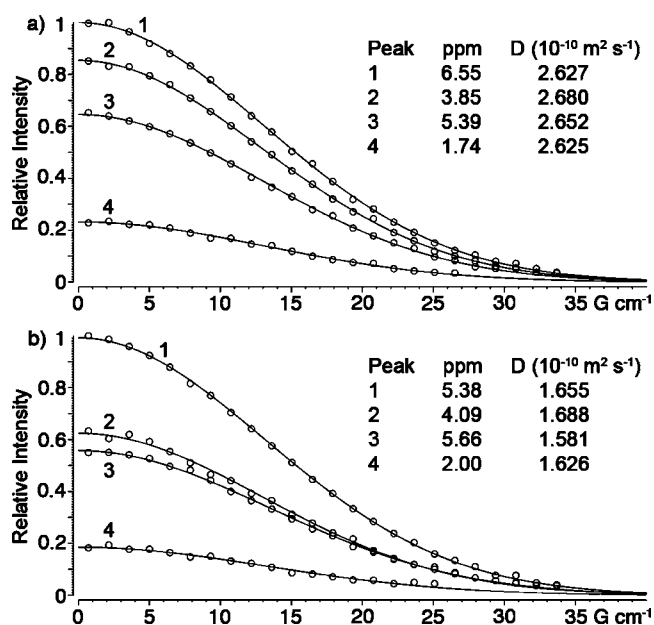 a)
Relative Intensity
1
0.8
0.6
0.4
0.2
0
1
2
3
4
Peak ppm D (10⁻¹⁰ m² s⁻¹)
1 6.55 2.627
2 3.85 2.680
3 5.39 2.652
4 1.74 2.625
0 5 10 15 20 25 30 35 G cm⁻¹
b)
Relative Intensity
1
0.8
0.6
0.4
0.2
0
1
2
3
4
Peak ppm D (10⁻¹⁰ m² s⁻¹)
1 5.38 1.655
2 4.09 1.688
3 5.66 1.581
4 2.00 1.626
0 5 10 15 20 25 30 35 G cm⁻¹